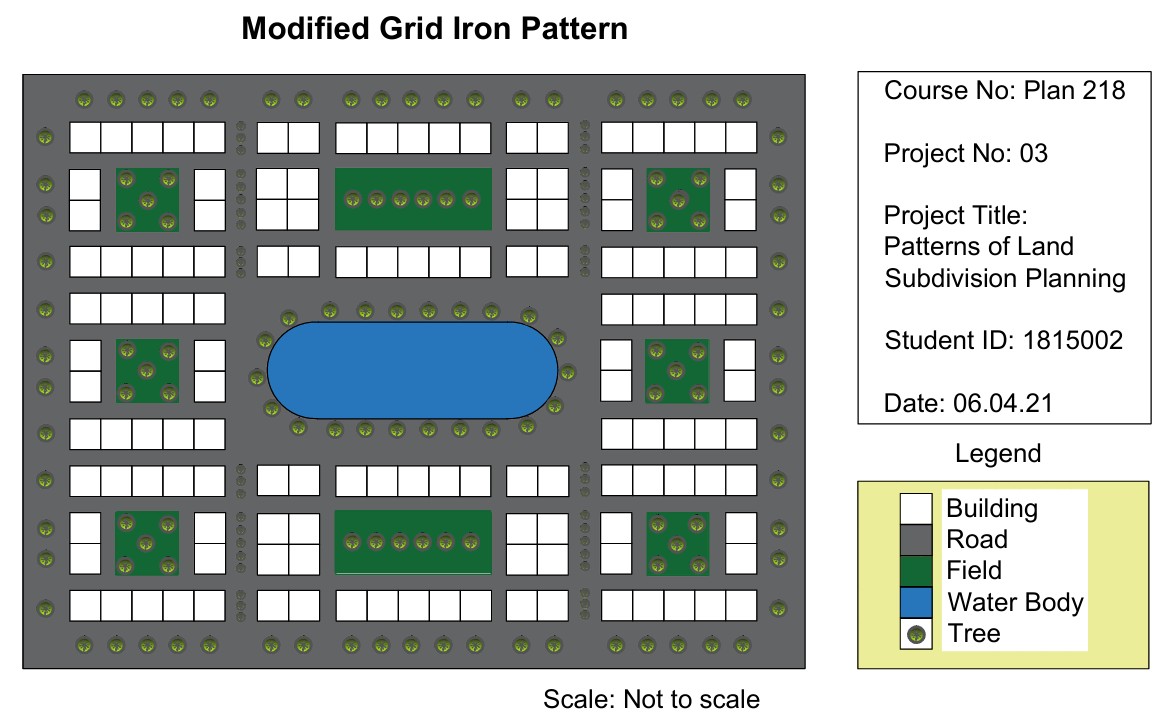 Modified Grid Iron Pattern
Course No: Plan 218
Project No: 03
Project Title:
Patterns of Land
Subdivision Planning
Student ID: 1815002
Date: 06.04.21
Legend
Building
Road
Field
Water Body
Tree
Scale: Not to scale